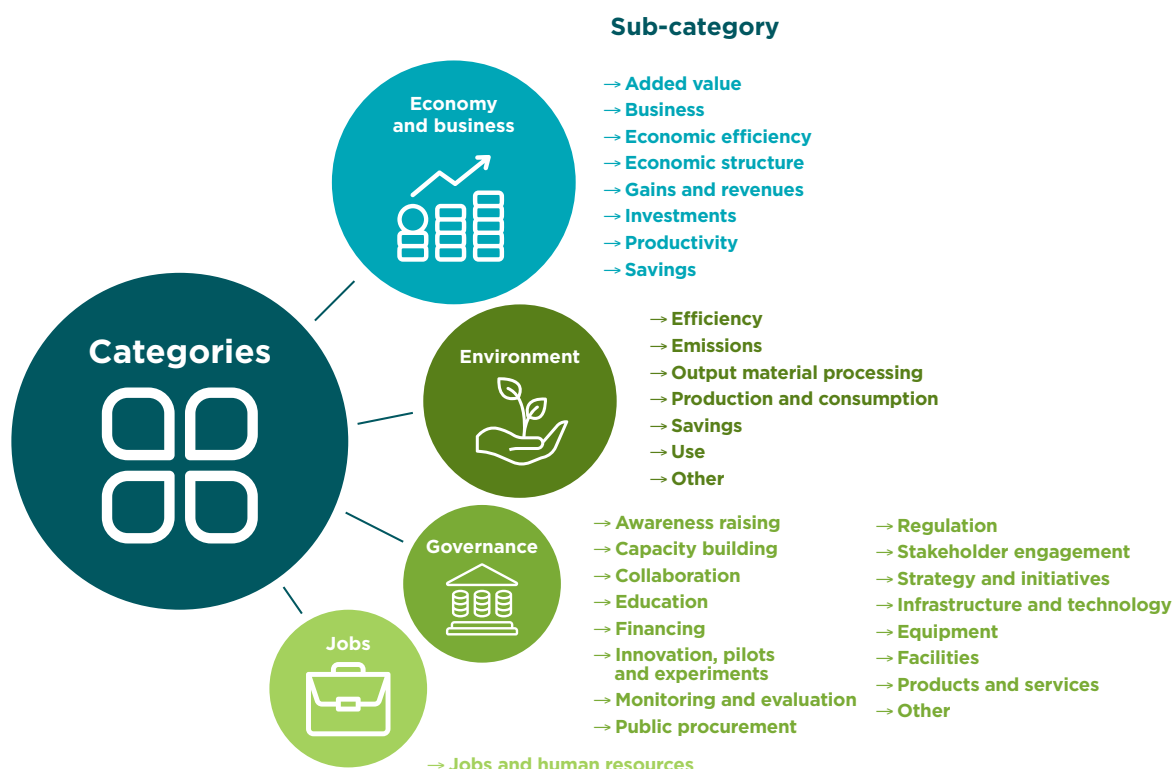 Sub-category
Economy
and business
→ Added value
→ Business
→ Economic efficiency
→ Economic structure
→ Gains and revenues
→ Investments
→ Productivity
→ Savings
Categories
Environment
→ Efficiency
→ Emissions
→ Output material processing
→ Production and consumption
→ Savings
→ Use
→ Other
Governance
→ Awareness raising
→ Capacity building
→ Collaboration
→ Education
→ Financing
→ Innovation, pilots
and experiments
→ Monitoring and evaluation
→ Public procurement
→ Regulation
→ Stakeholder engagement
→ Strategy and initiatives
→ Infrastructure and technology
→ Equipment
→ Facilities
→ Products and services
→ Other
Jobs
→ Jobs and human resources